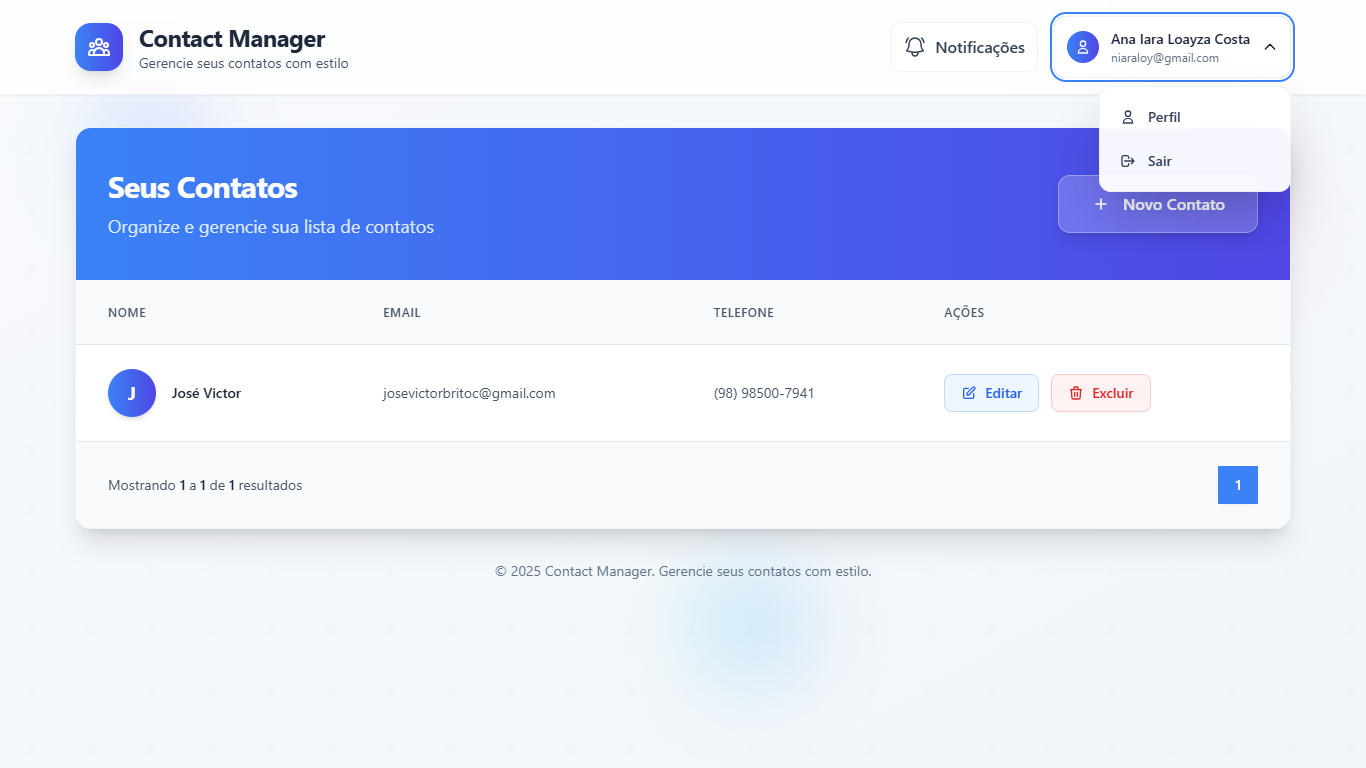 Contact Manager
Gerencie seus contatos com estilo
Notificações
Ana Iara Loayza Costa
niaraloy@gmail.com
Perfil
Sair
Seus Contatos
Organize e gerencie sua lista de contatos
Novo Contato
NOME EMAIL TELEFONE AÇÕES
J José Victor josevictorbritoc@gmail.com (98) 98500-7941 Editar Excluir
Mostrando 1 a 1 de 1 resultados 1
© 2025 Contact Manager. Gerencie seus contatos com estilo.